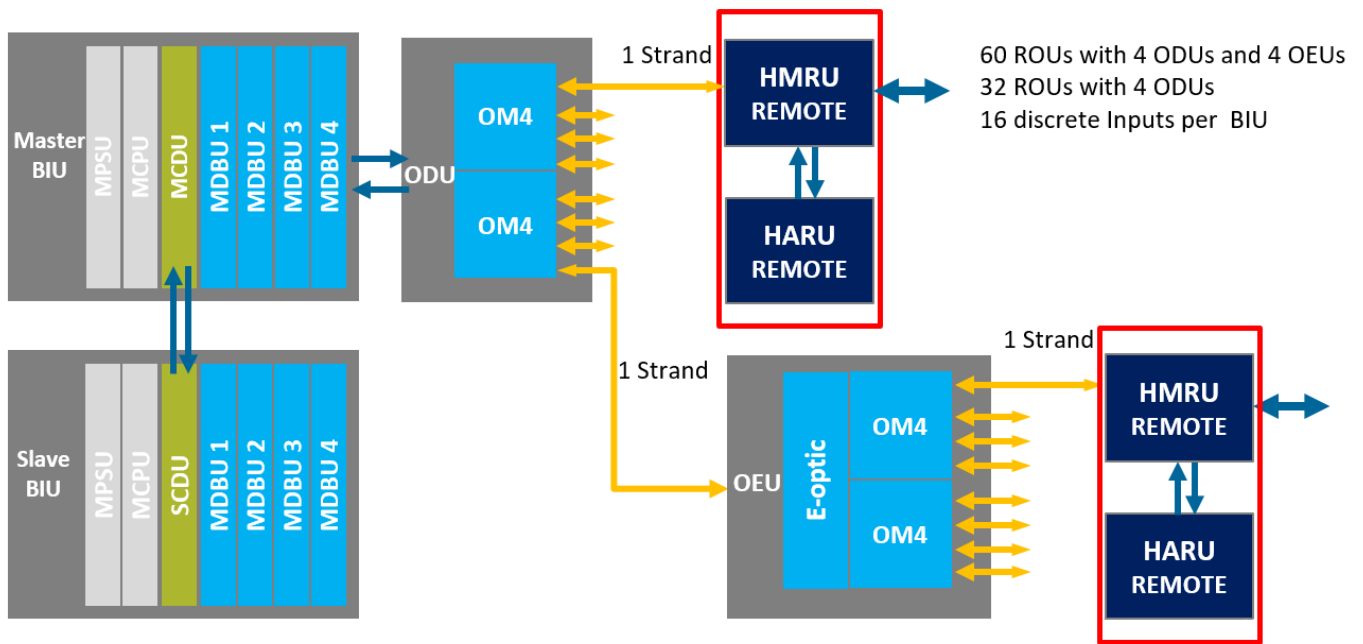 Master
BIU
MPSU
MCPU
MCDU
MDBU 1
MDBU 2
MDBU 3
MDBU 4
ODU
OM4
OM4
1 Strand
HMRU
REMOTE
HARU
REMOTE
60 ROUs with 4 ODUs and 4 OEUs
32 ROUs with 4 ODUs
16 discrete Inputs per BIU
Slave
BIU
MPSU
MCPU
SCDU
MDBU 1
MDBU 2
MDBU 3
MDBU 4
1 Strand
OEU
E-optic
OM4
OM4
1 Strand
HMRU
REMOTE
HARU
REMOTE